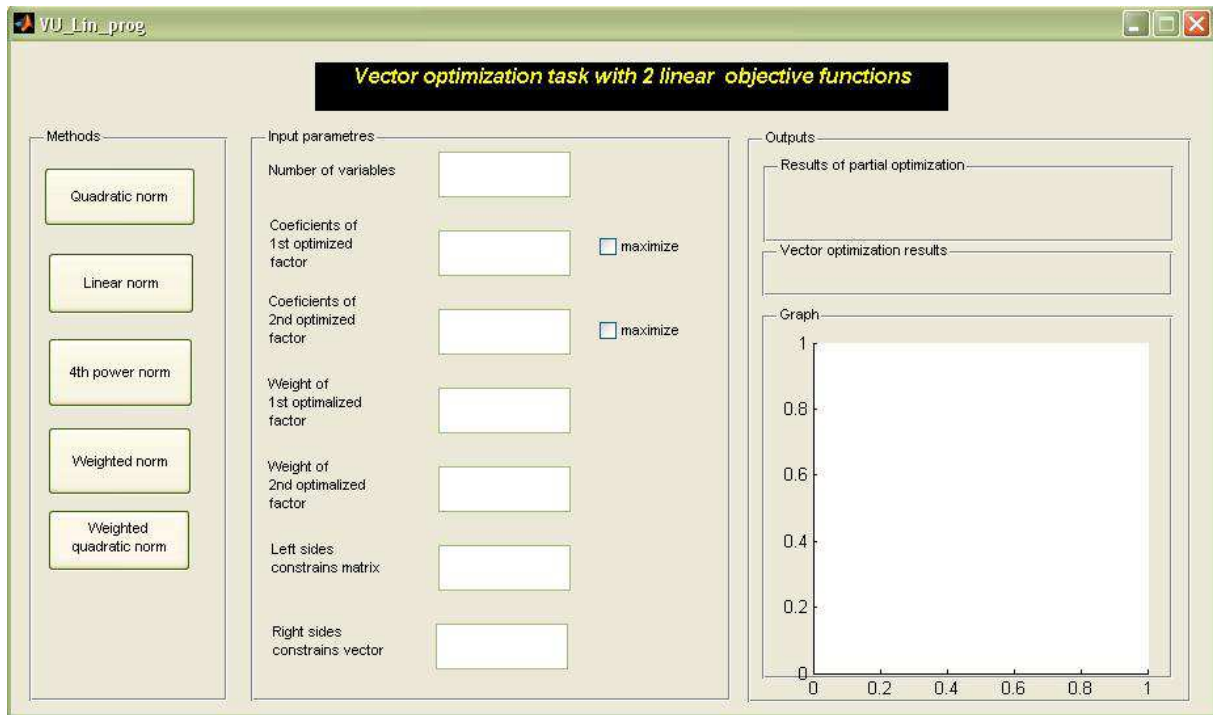 VU_Lin_prog
Vector optimization task with 2 linear objective functions
Methods
Quadratic norm
Linear norm
4th power norm
Weighted norm
Weighted
quadratic norm
Input parametres
Number of variables
Coeficients of
1st optimized
factor
maximize
Coeficients of
2nd optimized
factor
maximize
Weight of
1st optimalized
factor
Weight of
2nd optimalized
factor
Left sides
constrains matrix
Right sides
constrains vector
Outputs
Results of partial optimization
Vector optimization results
Graph
1
0.8
0.6
0.4
0.2
0
0 0.2 0.4 0.6 0.8 1